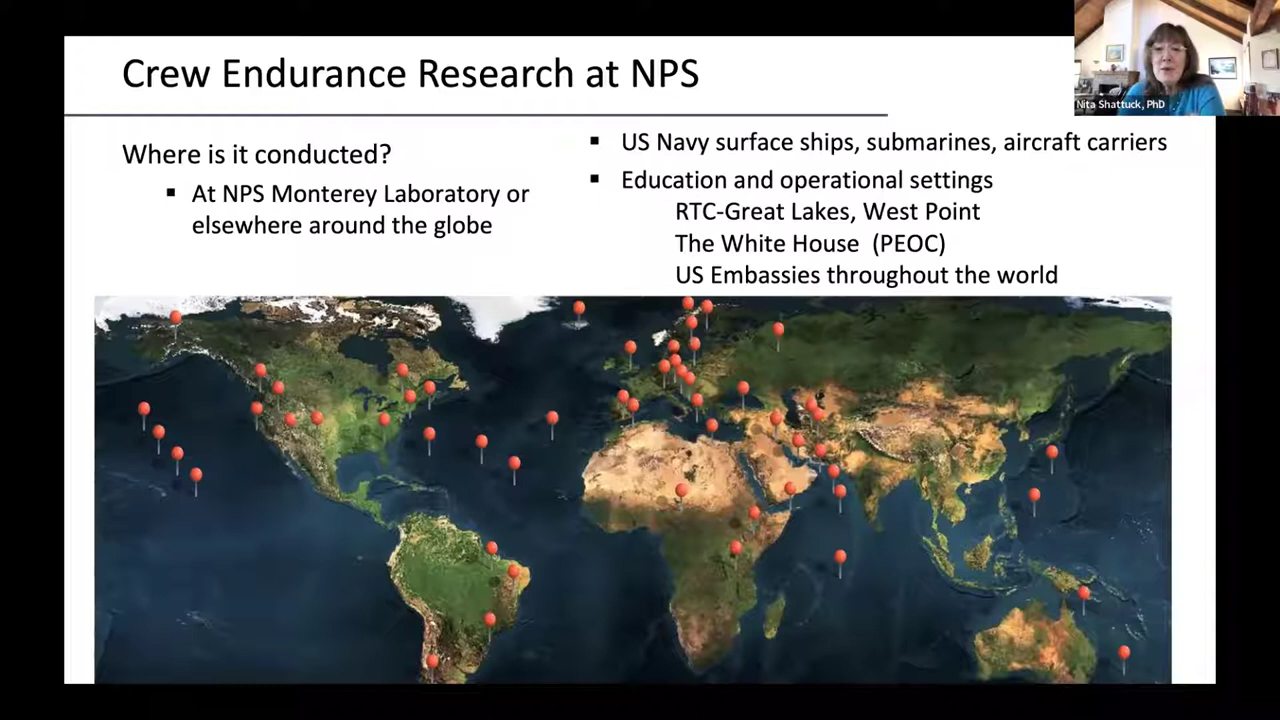 Crew Endurance Research at NPS
Nita Shattuck, PhD
Where is it conducted?
▪ At NPS Monterey Laboratory or
elsewhere around the globe
▪ US Navy surface ships, submarines, aircraft carriers
▪ Education and operational settings
RTC-Great Lakes, West Point
The White House (PEOC)
US Embassies throughout the world